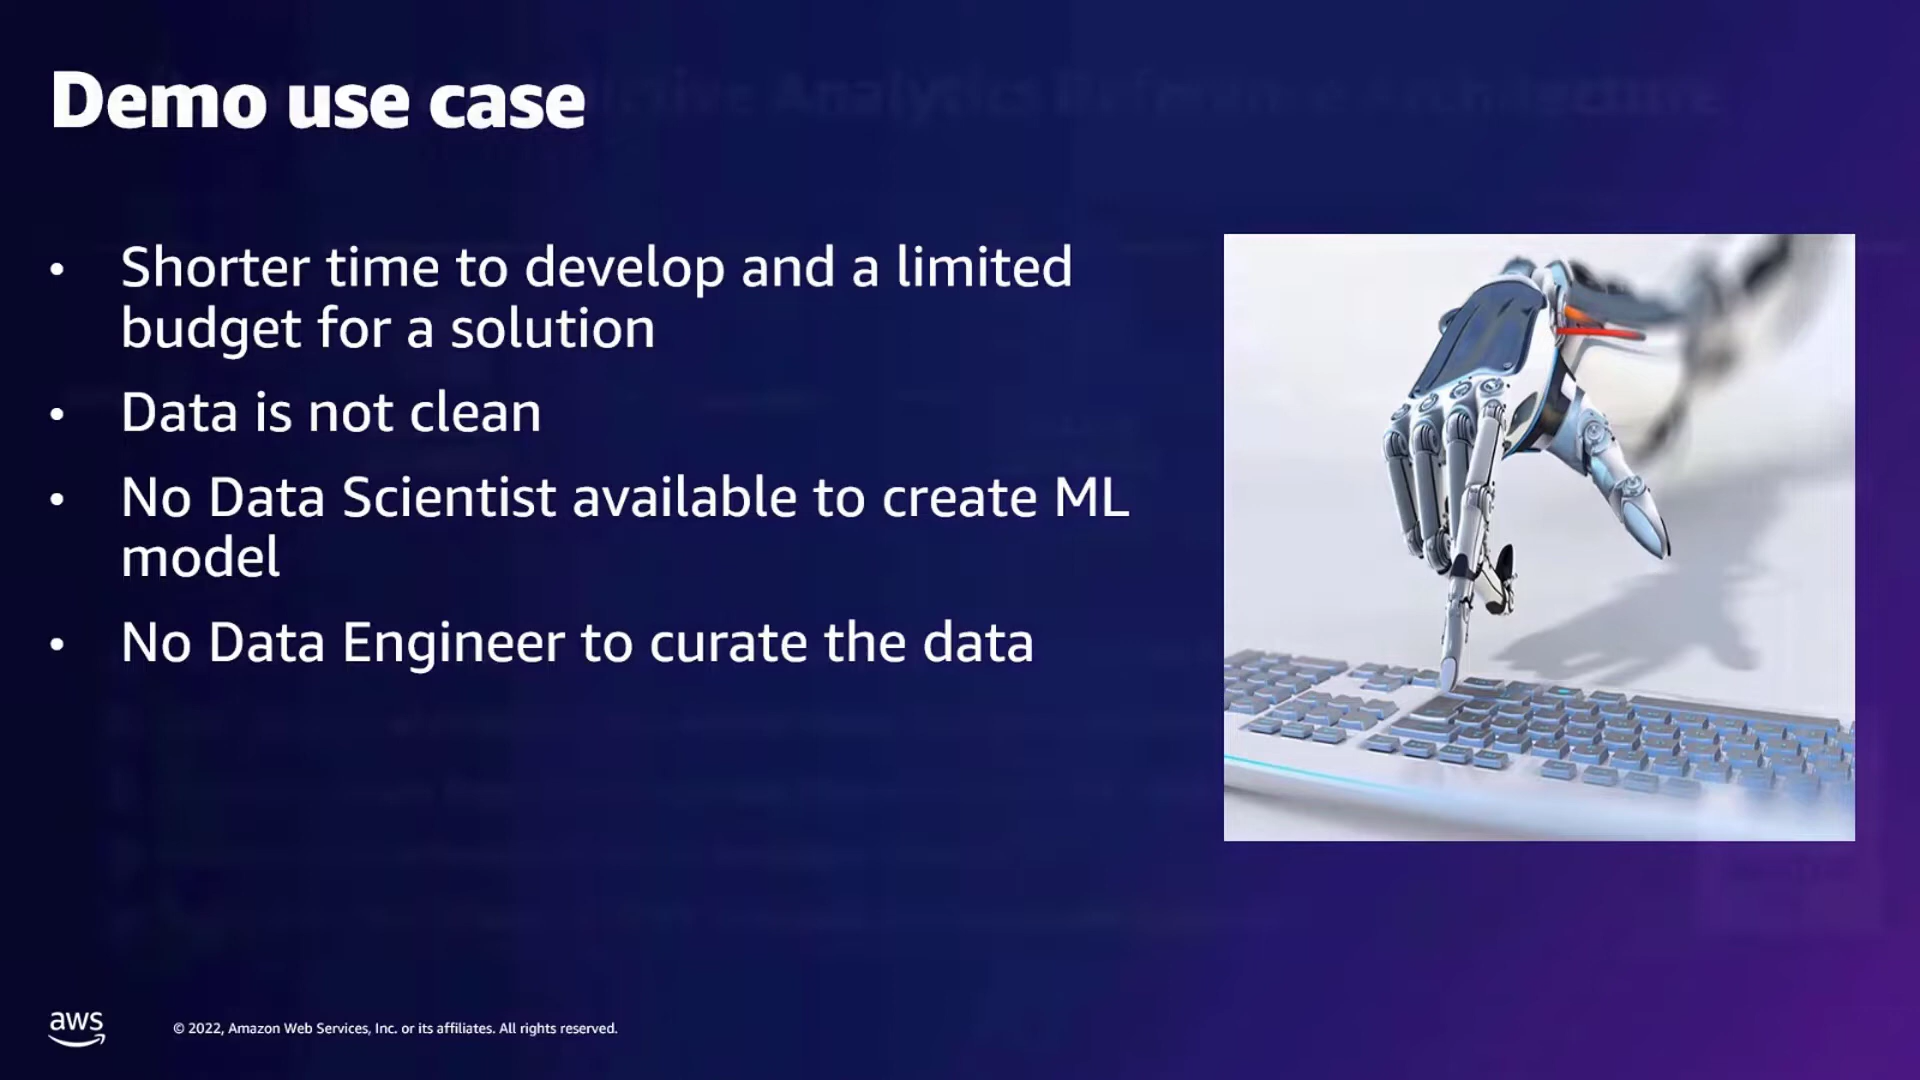 Demo use case
• Shorter time to develop and a limited
budget for a solution
• Data is not clean
• No Data Scientist available to create ML
model
• No Data Engineer to curate the data
aws
© 2022, Amazon Web Services, Inc. or its affiliates. All rights reserved.